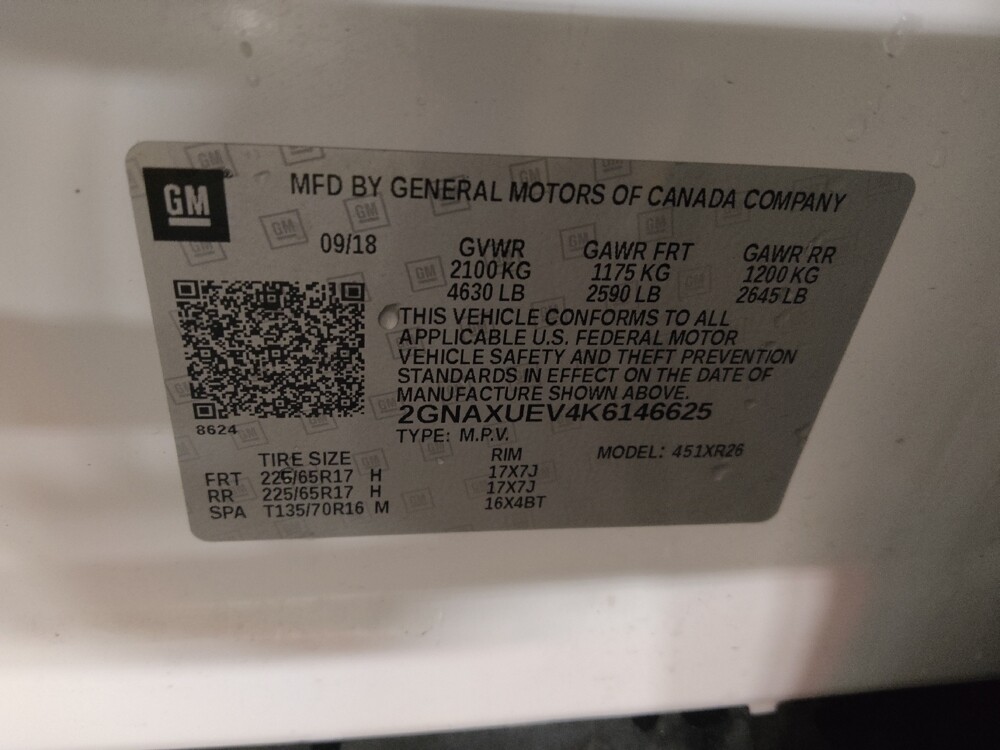 GM
MFD BY GENERAL MOTORS OF CANADA COMPANY
09/18 GVWR GAWR FRT GAWR RR
2100 KG 1175 KG 1200 KG
4630 LB 2590 LB 2645 LB
THIS VEHICLE CONFORMS TO ALL
APPLICABLE U.S. FEDERAL MOTOR
VEHICLE SAFETY AND THEFT PREVENTION
STANDARDS IN EFFECT ON THE DATE OF
MANUFACTURE SHOWN ABOVE.
2GNAXUEV4K6146625
8624
TYPE: M.P.V.
TIRE SIZE RIM MODEL: 451XR26
FRT 225/65R17 H 17X7J
RR 225/65R17 H 17X7J
SPA T135/70R16 M 16X4BT